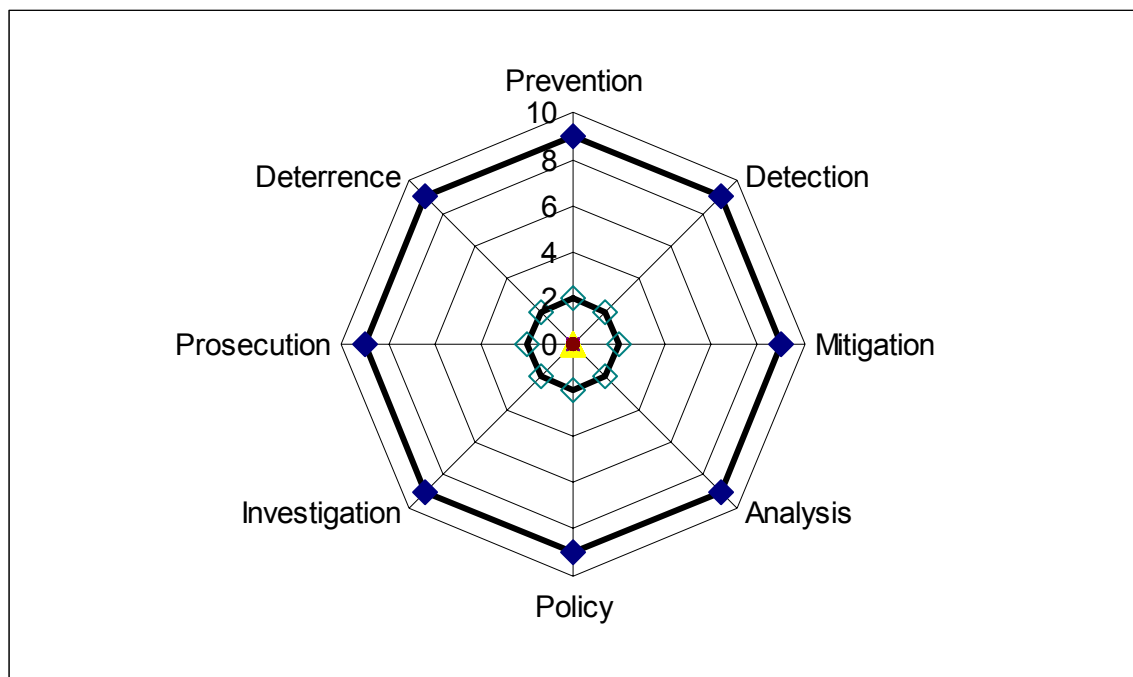 Prevention
10
Deterrence
Detection
8
6
4
2
Prosecution
0
Mitigation
Investigation
Analysis
Policy